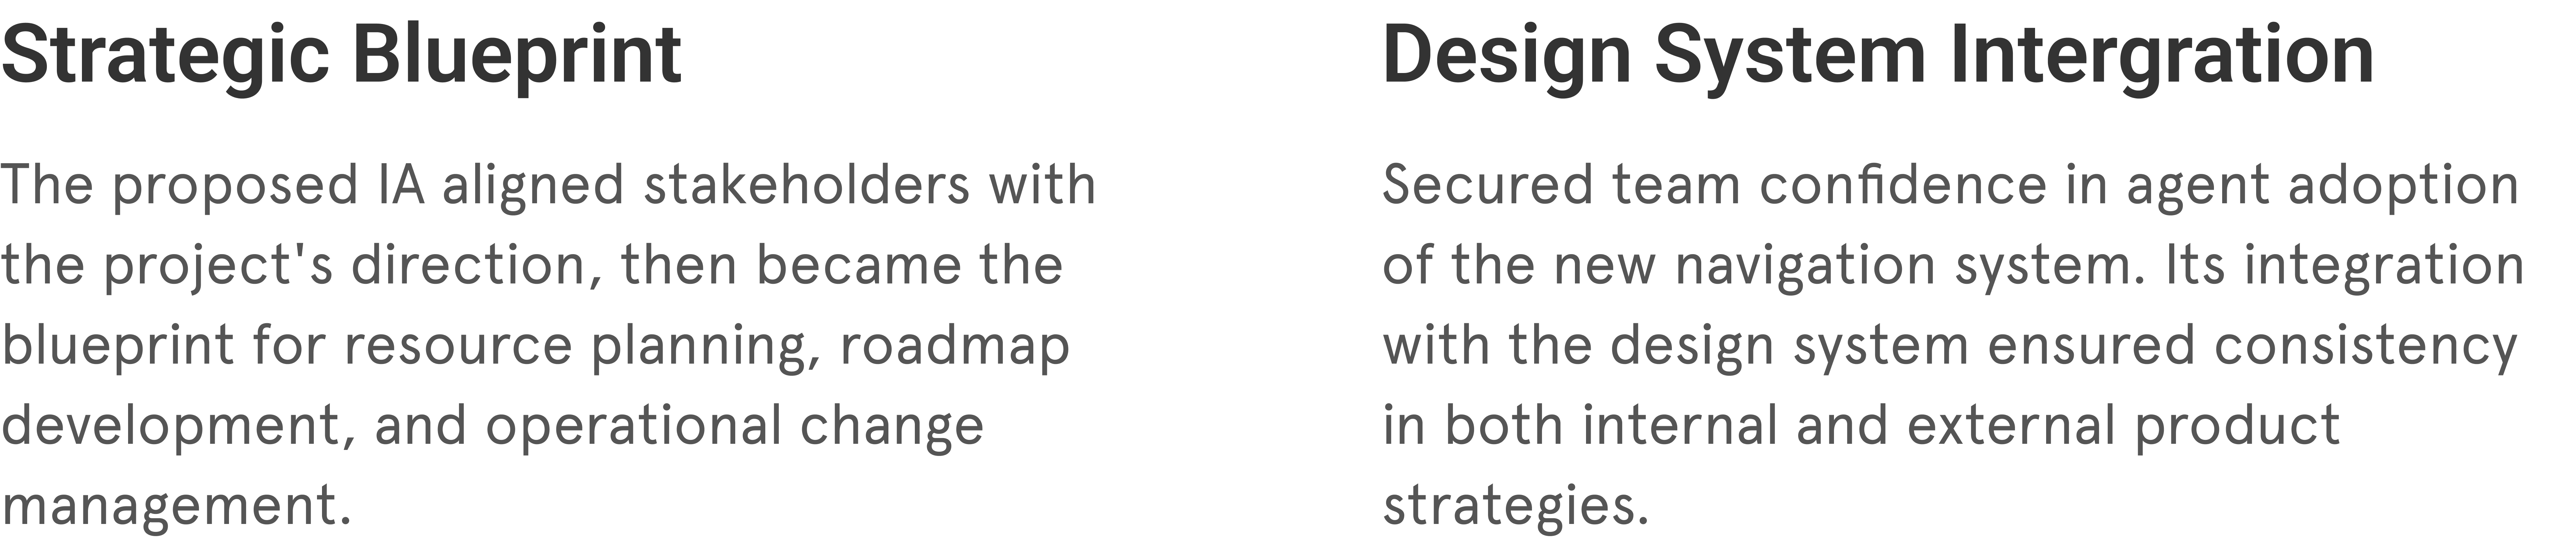 Strategic Blueprint
The proposed IA aligned stakeholders with
the project's direction, then became the
blueprint for resource planning, roadmap
development, and operational change
management.
Design System Intergration
Secured team confidence in agent adoption
of the new navigation system. Its integration
with the design system ensured consistency
in both internal and external product
strategies.